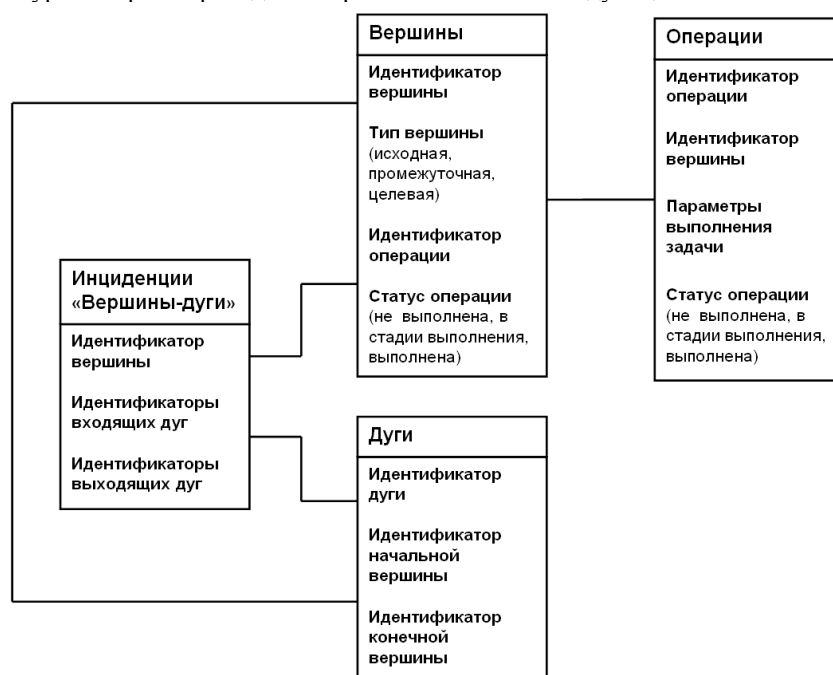 Вершины
Идентификатор
вершины
Тип вершины
(исходная,
промежуточная,
целевая)
Идентификатор
операции
Статус операции
(не выполнена, в
стадии выполнения,
выполнена)
Операции
Идентификатор
операции
Идентификатор
вершины
Параметры
выполнения
задачи
Статус операции
(не выполнена, в
стадии выполнения,
выполнена)
Инциденции
«Вершины-дуги»
Идентификатор
вершины
Идентификаторы
входящих дуг
Идентификаторы
выходящих дуг
Дуги
Идентификатор
дуги
Идентификатор
начальной
вершины
Идентификатор
конечной
вершины